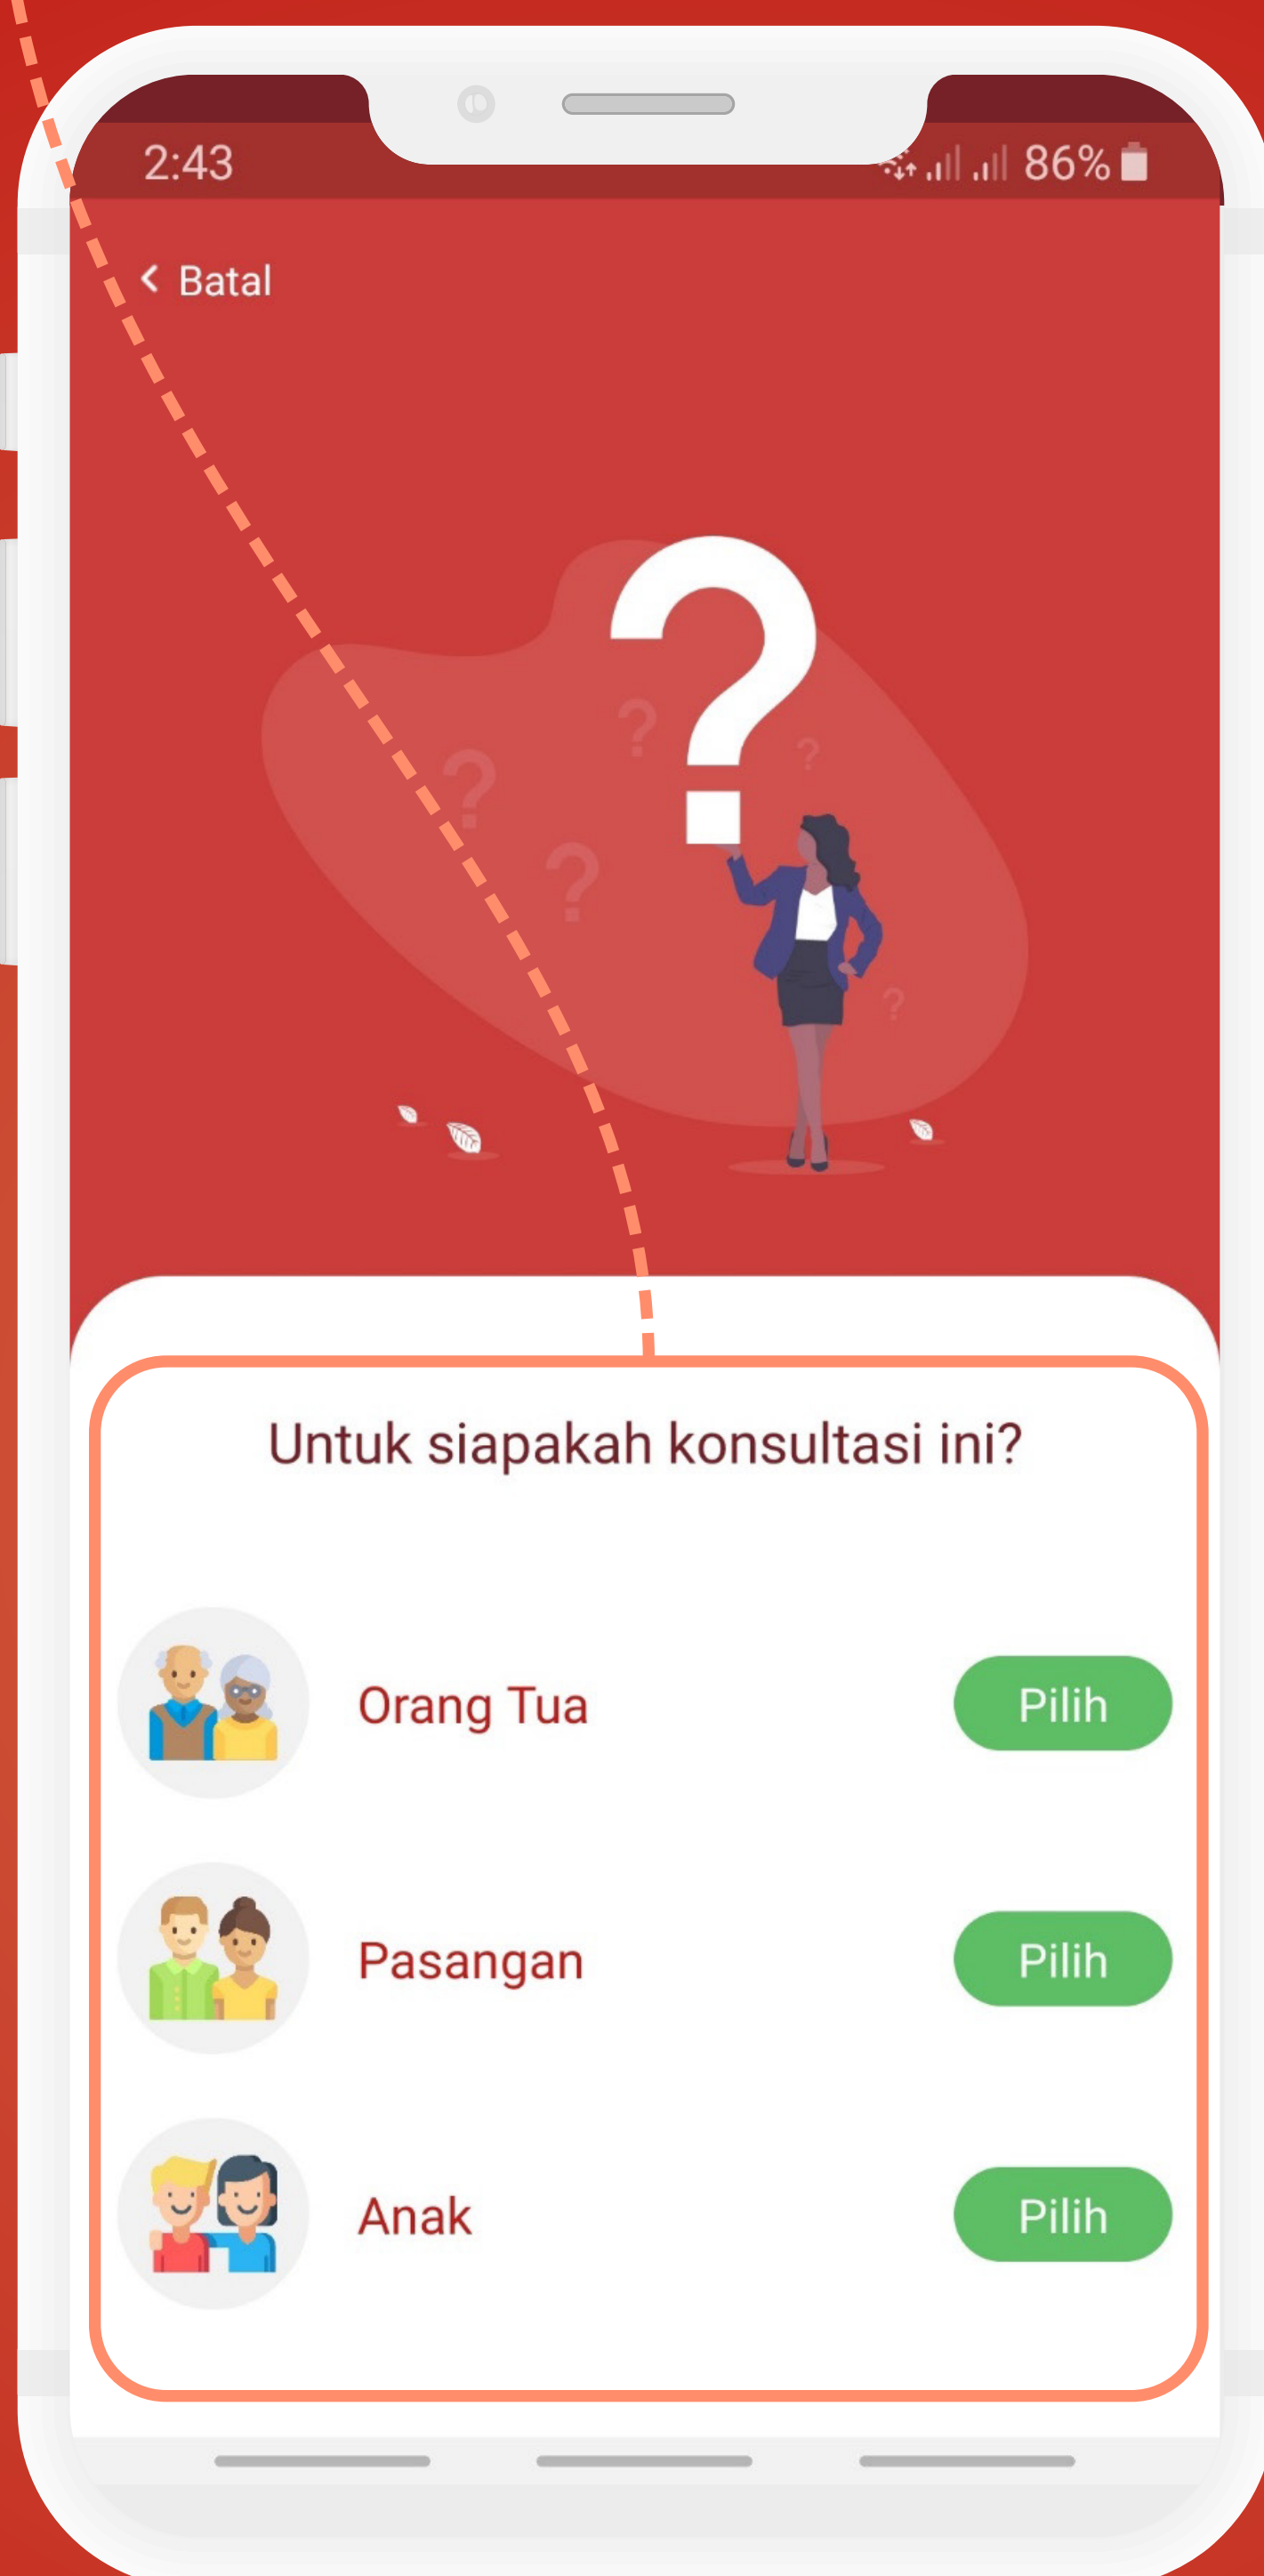 2:43
86%
Batal
?
?
?
?
?
?
Untuk siapakah konsultasi ini?
Orang Tua
Pilih
Pasangan
Pilih
Anak
Pilih